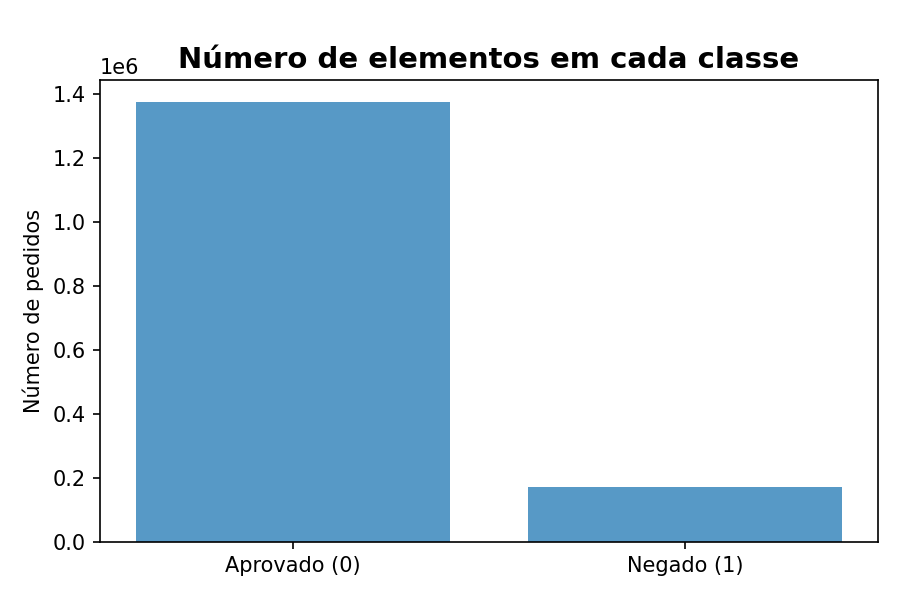 Número de elementos em cada classe
1e6
Número de pedidos
1.4
1.2
1.0
0.8
0.6
0.4
0.2
0.0
Aprovado (0)
Negado (1)